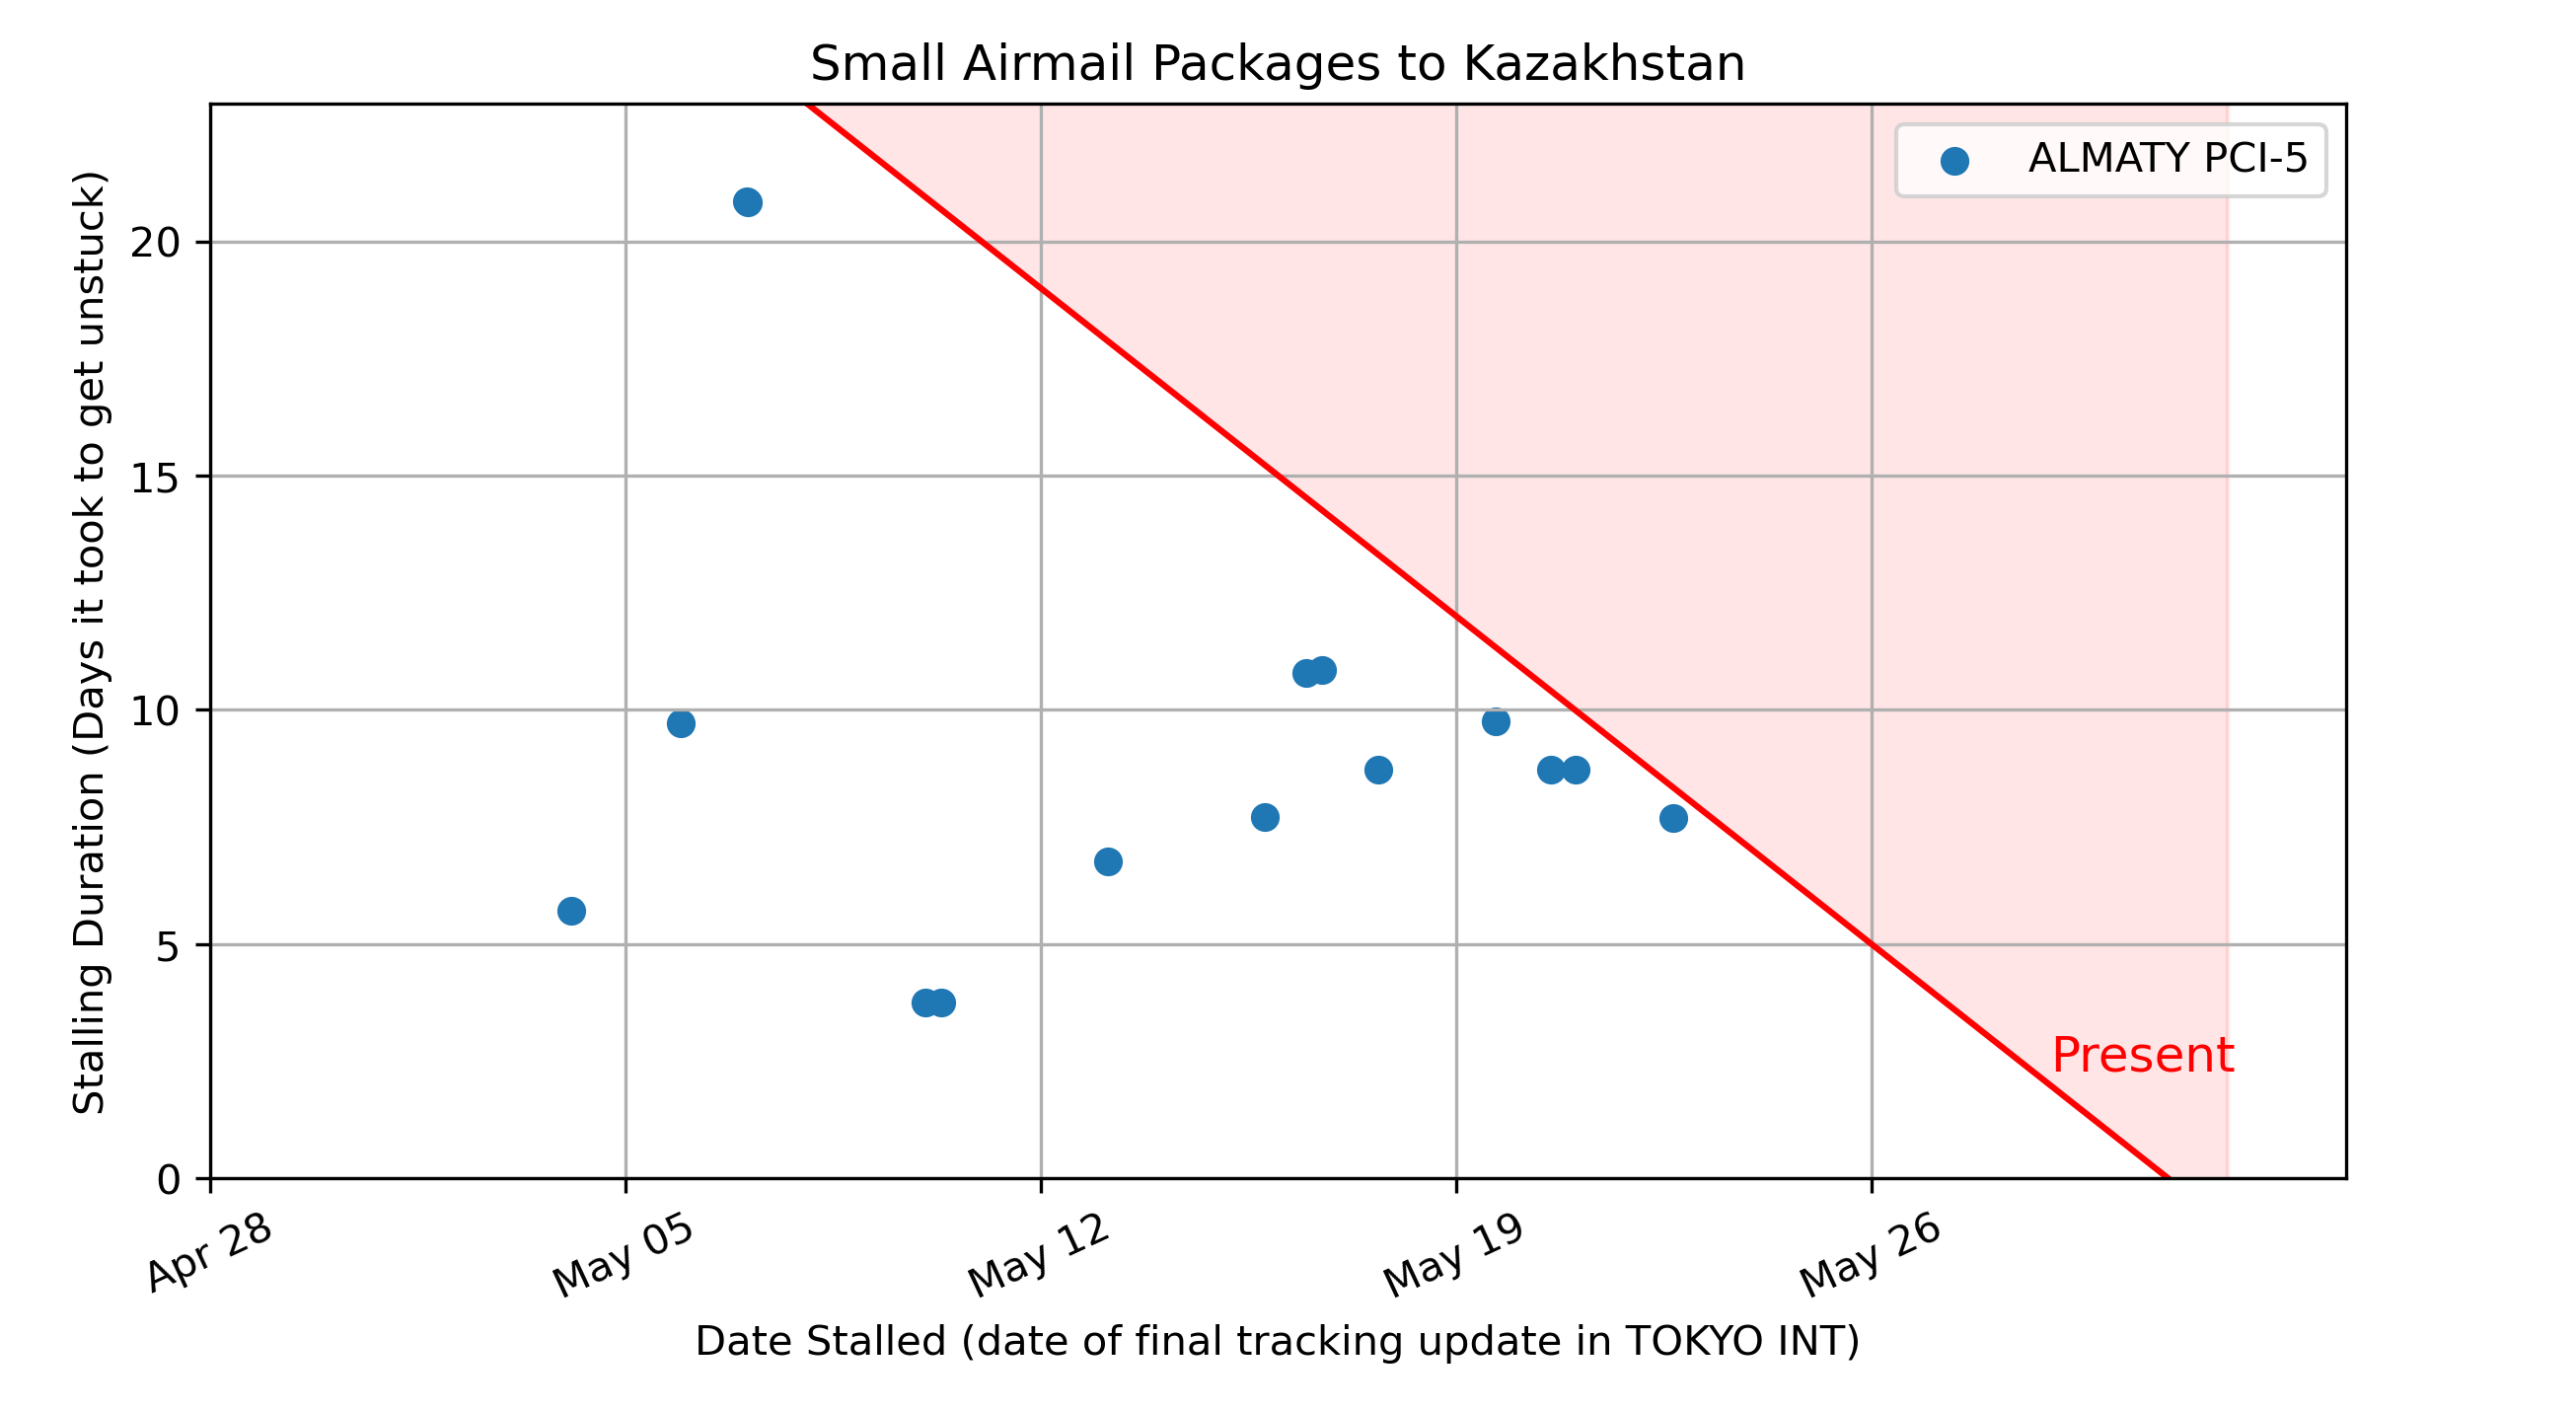 Small Airmail Packages to Kazakhstan
ALMATY PCI-5
Stalling Duration (Days it took to get unstuck)
20
15
10
5
0
Present
Apr 28
May 05
May 12
May 19
May 26
Date Stalled (date of final tracking update in TOKYO INT)